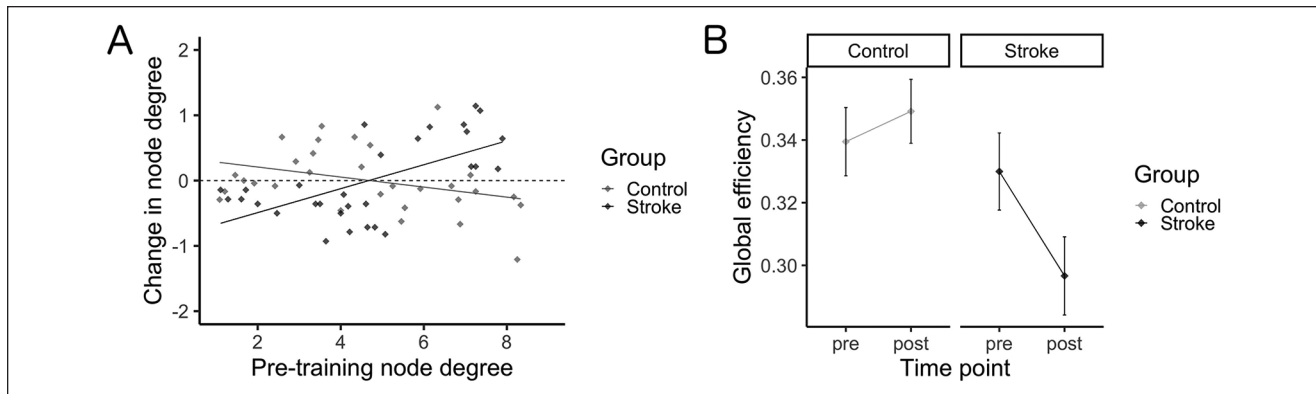 A
Change in node degree
2
1
0
-1
-2
2 4 6 8
Pre-training node degree
Group
Control
Stroke
B
Control Stroke
Global efficiency
0.36
0.34
0.32
0.30
pre post pre post
Time point
Group
Control
Stroke